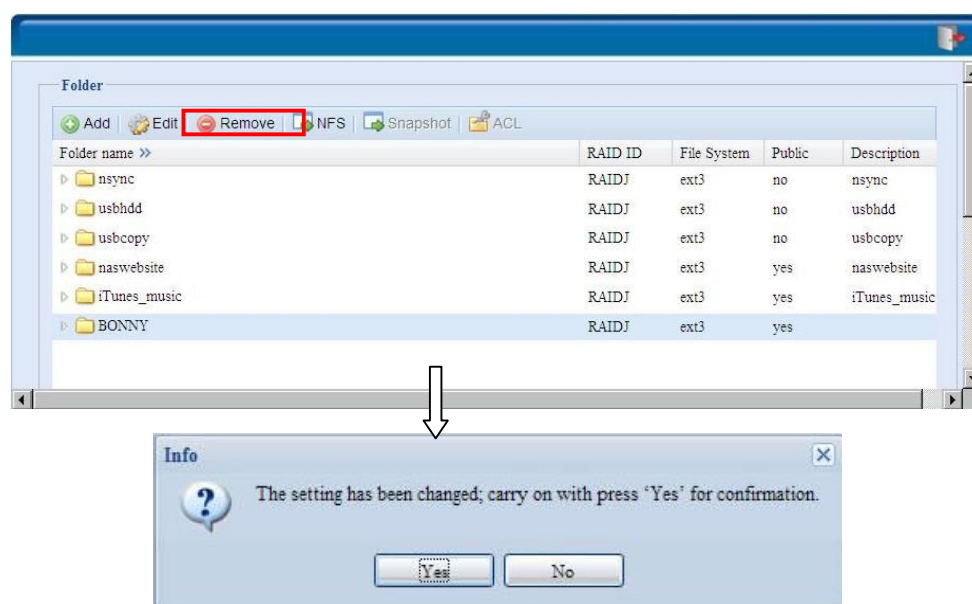 Folder
Add Edit Remove NFS Snapshot ACL
Folder name >> RAID ID File System Public Description
nsync RAIDJ ext3 no nsync
usbhdd RAIDJ ext3 no usbhdd
usbcopy RAIDJ ext3 no usbcopy
naswebsite RAIDJ ext3 yes naswebsite
iTunes_music RAIDJ ext3 yes iTunes_music
BONNY RAIDJ ext3 yes
Info
The setting has been changed; carry on with press ‘Yes’ for confirmation.
Yes No